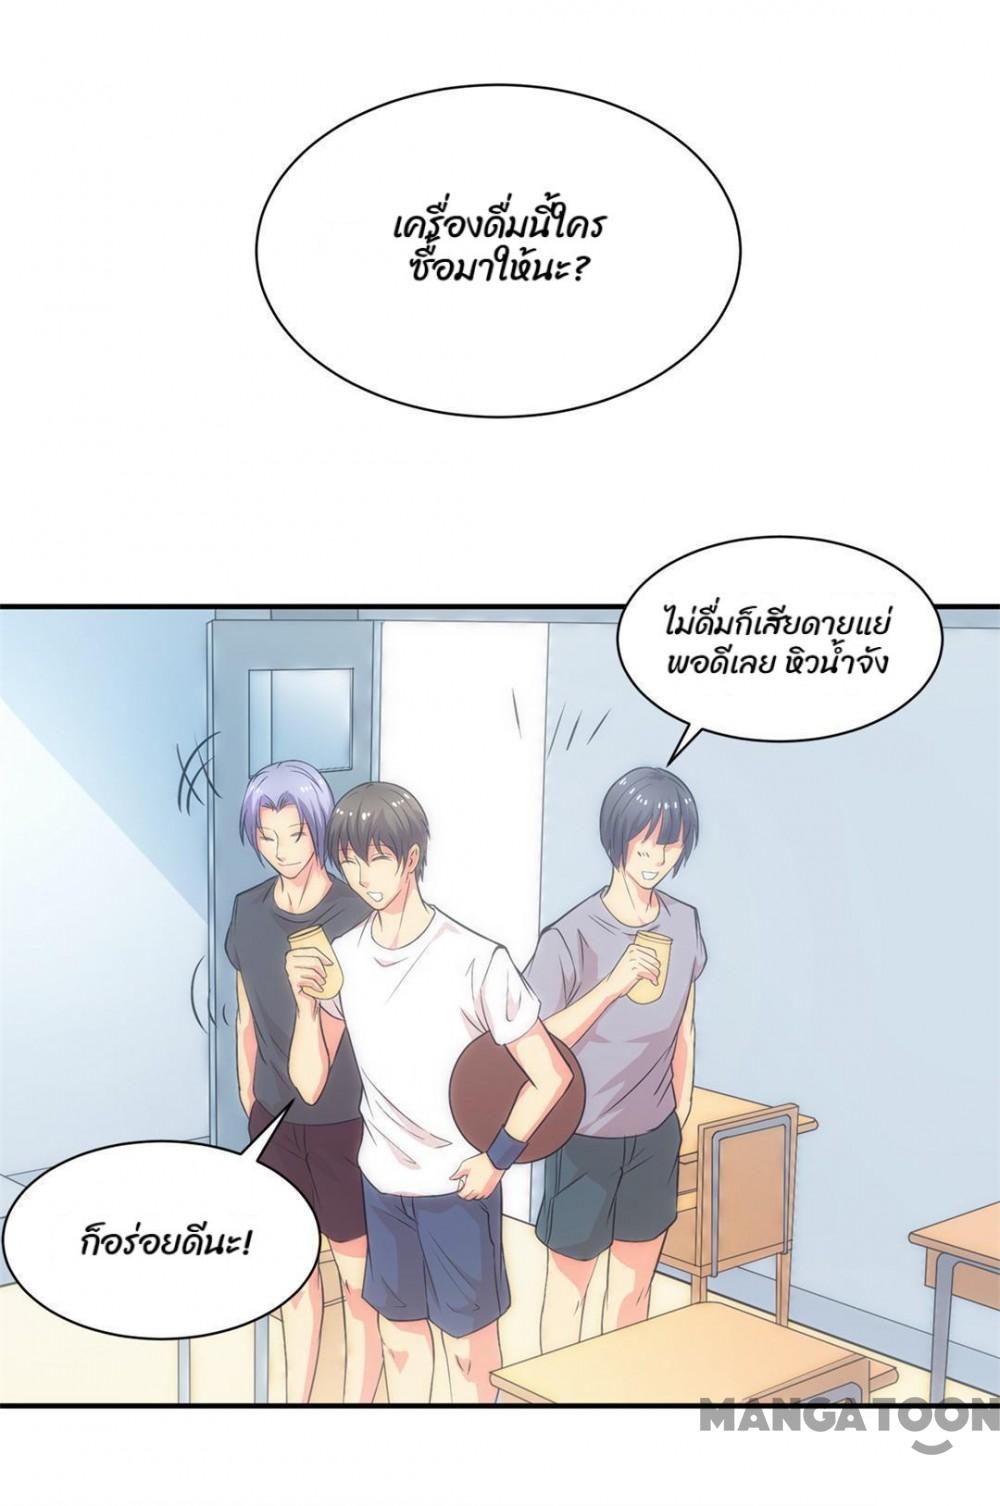 เครื่องดื่มนี้ใคร
ซื้อมาให้นะ?
ไม่ดื่มก็เสียดายแย่
พอดีเลย หิวน้ำจัง
ก็อร่อยดีนะ!
MANGATOON